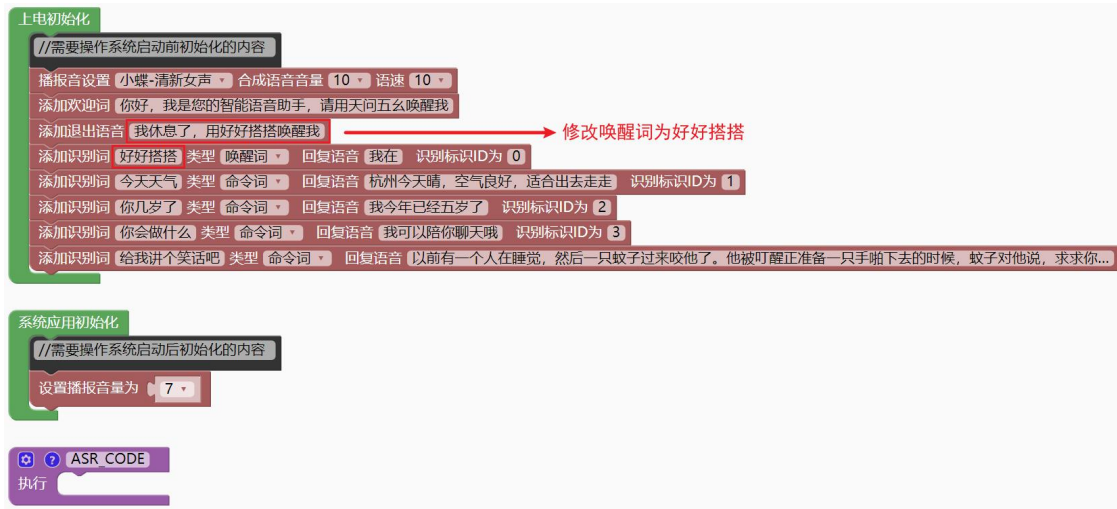 上电初始化
//需要操作系统启动前初始化的内容
播报音设置 小蝶-清新女声 合成语音音量 10 语速 10
添加欢迎词 你好，我是您的智能语音助手，请用天问五幺唤醒我
添加退出语音 我休息了，用好好搭搭唤醒我 修改唤醒词为好好搭搭
添加识别词 好好搭搭 类型 唤醒词 回复语音 我在 识别标识ID为 0
添加识别词 今天天气 类型 命令词 回复语音 杭州今天晴，空气良好，适合出去走走 识别标识ID为 1
添加识别词 你几岁了 类型 命令词 回复语音 我今年已经五岁了 识别标识ID为 2
添加识别词 你会做什么 类型 命令词 回复语音 我可以陪你聊天哦 识别标识ID为 3
添加识别词 给我讲个笑话吧 类型 命令词 回复语音 以前有一个人在睡觉，然后一只蚊子过来咬他了。他被叮醒正准备一只手啪下去的时候，蚊子对他说，求求你...
系统应用初始化
//需要操作系统启动后初始化的内容
设置播报音量为 7
? ASR_CODE
执行